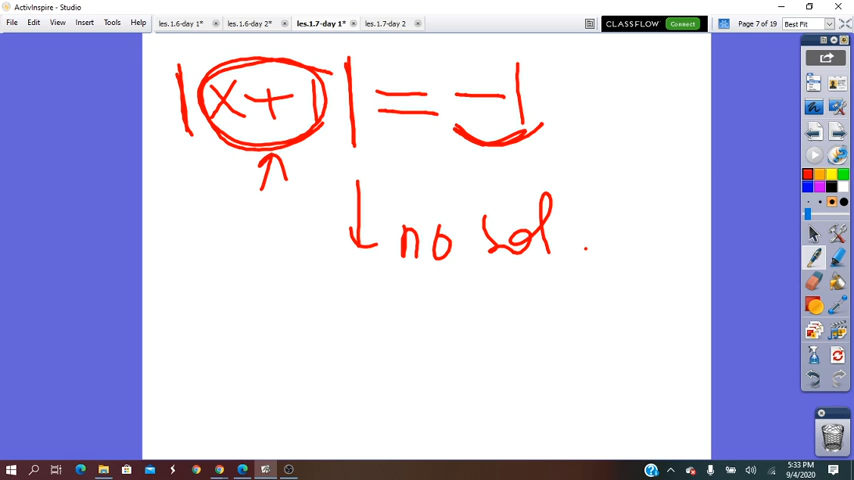 ActivInspire - Studio
les.1.6-day 1* les.1.6-day 2* les.1.7-day 1* les.1.7-day 2 CLASSFLOW Connect Page 7 of 19 Best Fit
File Edit View Insert Tools Help
|x+1| = -1
no sol.
5:33 PM
9/4/2020